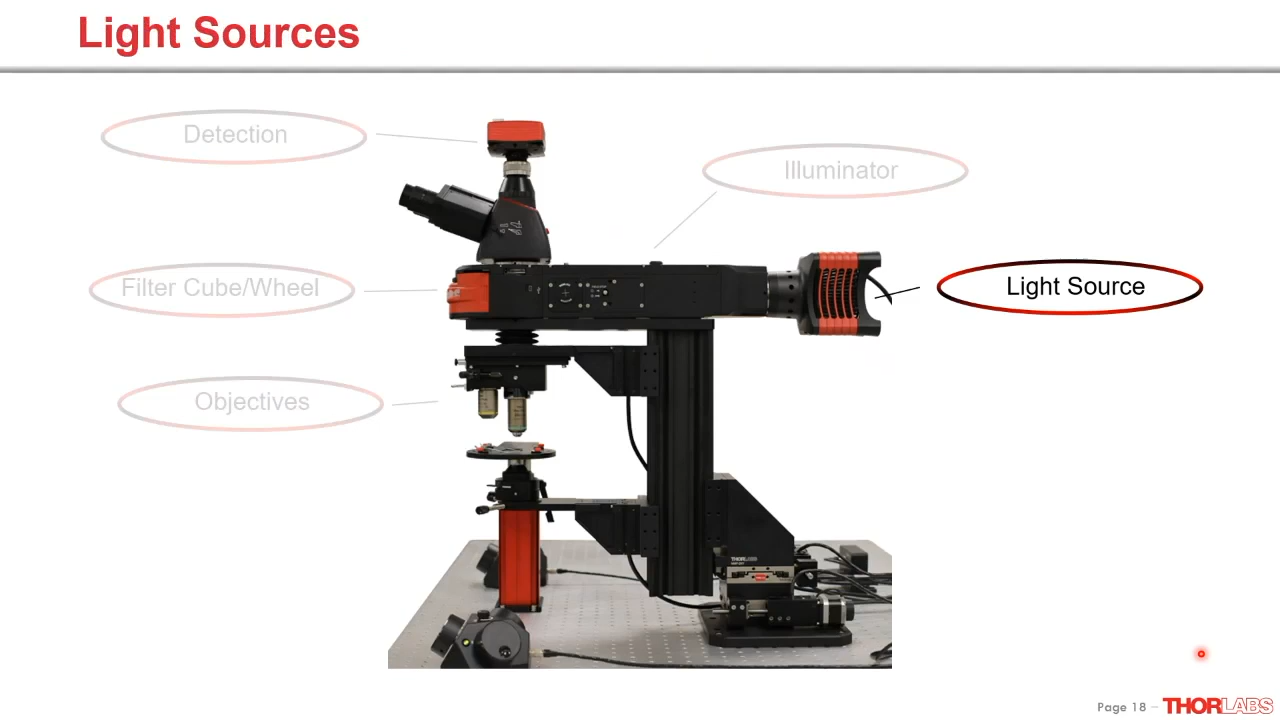 Light Sources
Detection
Illuminator
Filter Cube/Wheel
Light Source
Objectives
THORLABS
Page 18 – THORLABS